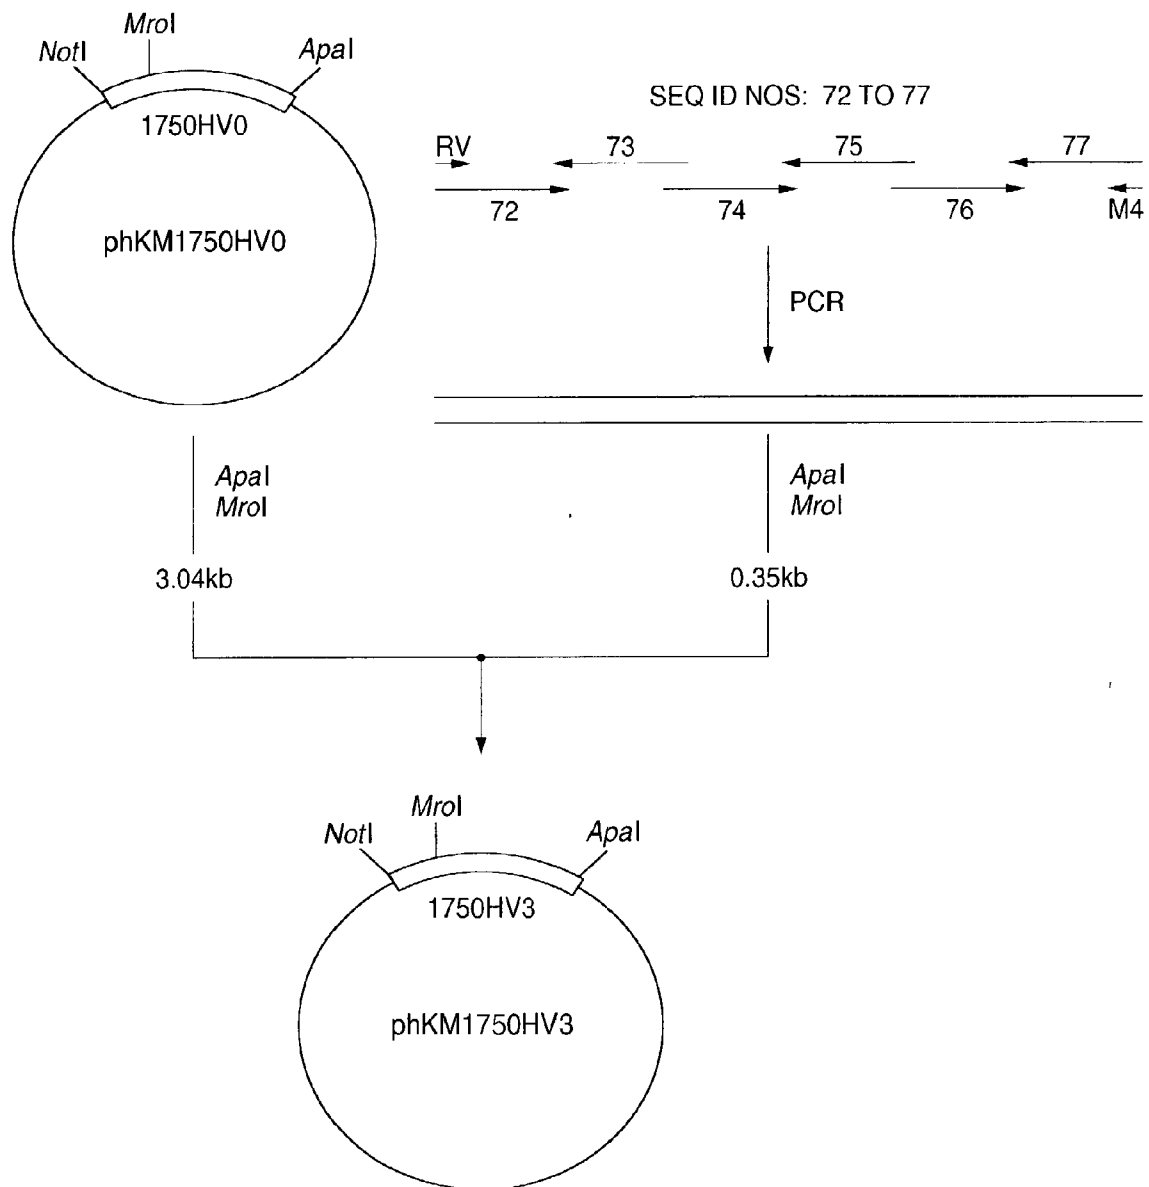 MroI
NotI
ApaI
1750HV0
phKM1750HV0
SEQ ID NOS: 72 TO 77
RV 73 75 77
72 74 76 M4
PCR
ApaI
MroI
ApaI
MroI
3.04kb
0.35kb
MroI
NotI
ApaI
1750HV3
phKM1750HV3